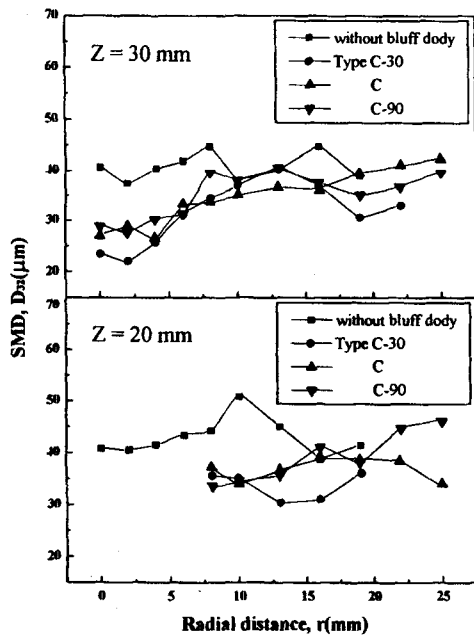 70
60
50
40
30
20
Z = 30 mm
without bluff dody
Type C-30
C
C-90
SMD, D₃₂(μm)
70
60
50
40
30
20
Z = 20 mm
without bluff dody
Type C-30
C
C-90
0 5 10 15 20 25
Radial distance, r(mm)